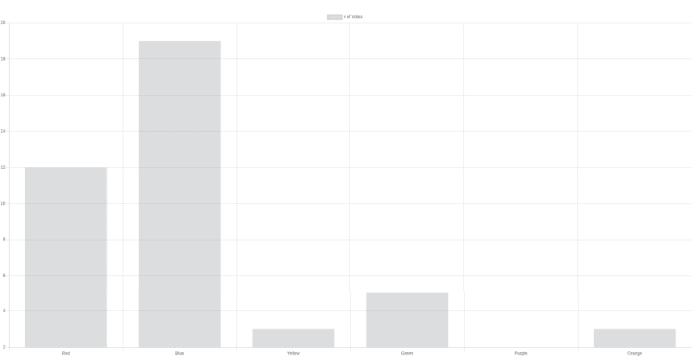 # of Votes
20
18
16
14
12
10
8
6
4
2
Red
Blue
Yellow
Green
Purple
Orange